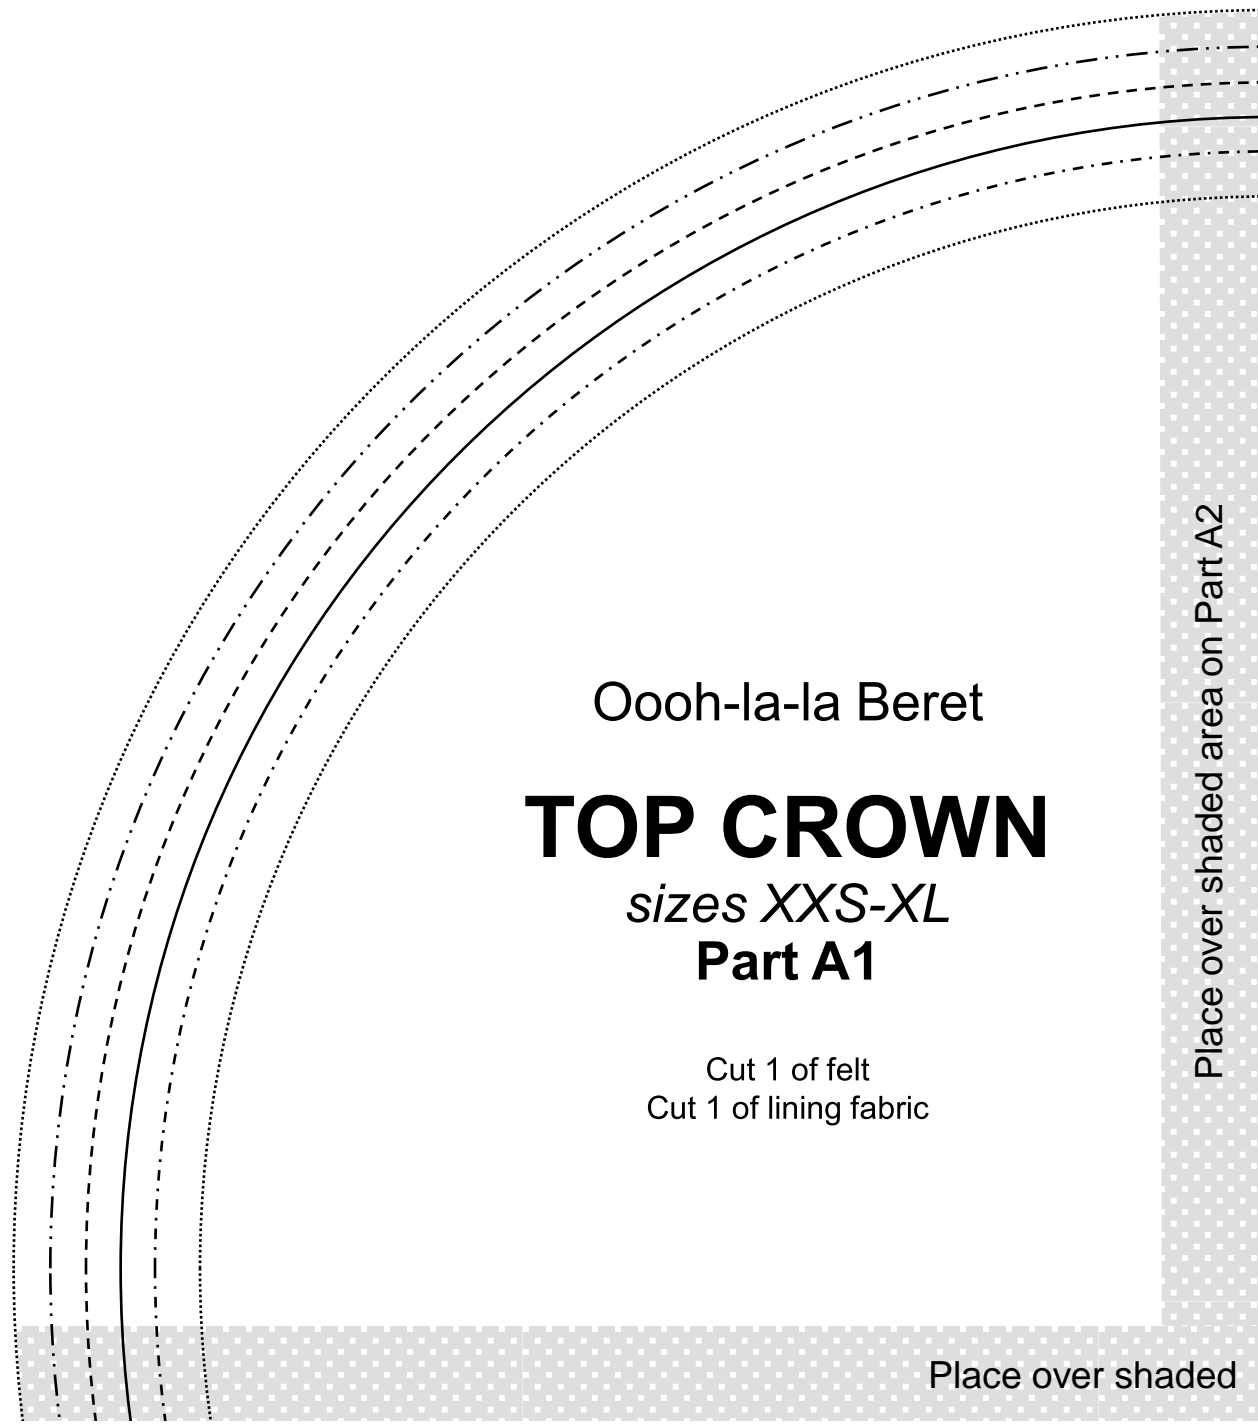 Oooh-la-la Beret
TOP CROWN
sizes XXS-XL
Part A1
Cut 1 of felt
Cut 1 of lining fabric
Place over shaded area on Part A2
Place over shaded